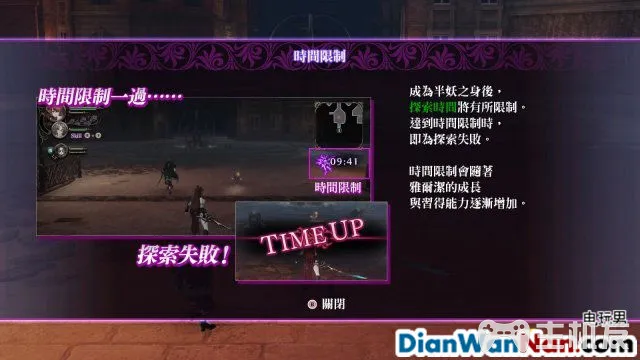 時間限制
時間限制一過……
成為半妖之身後，
探索時間將有所限制。
達到時間限制時，
即為探索失敗。
09:41
時間限制
時間限制會隨著
雅爾潔的成長
與習得能力逐漸增加。
TIME UP
探索失敗！
關閉
电玩男
DianWanNan.com